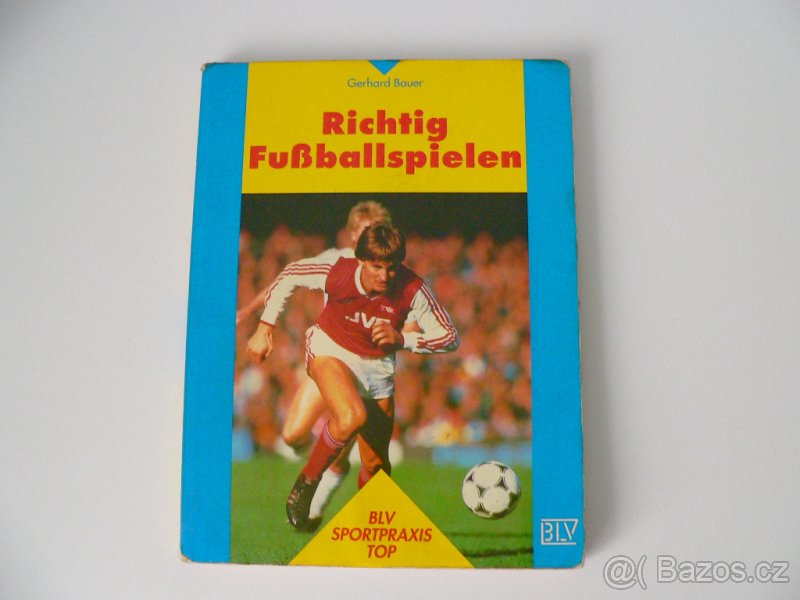 Gerhard Bauer
Richtig
Fußballspielen
JVC
BLV
SPORTPRAXIS
TOP
BLV
@( Bazos.cz